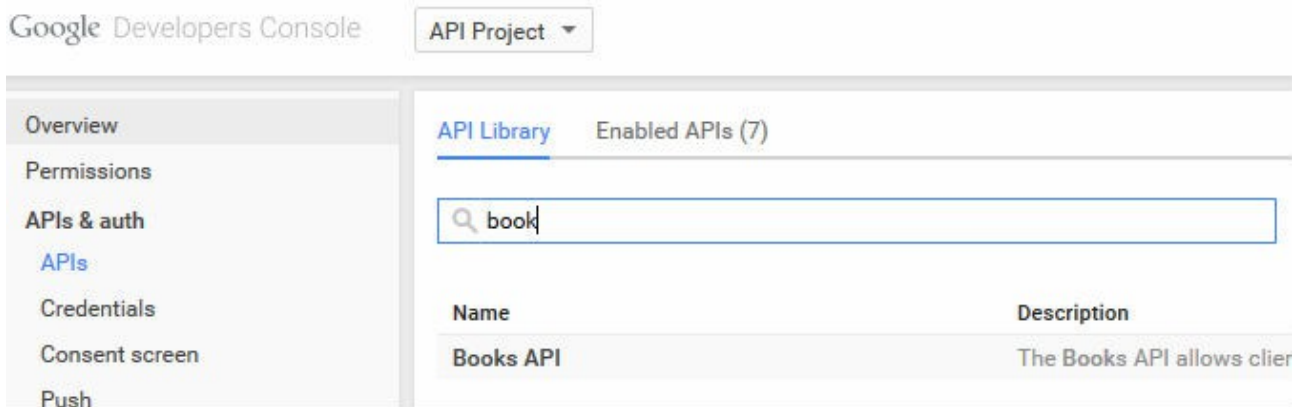 Google Developers Console
API Project
Overview
Permissions
APIs & auth
APIs
Credentials
Consent screen
Push
API Library
Enabled APIs (7)
book
Name
Description
Books API
The Books API allows clien